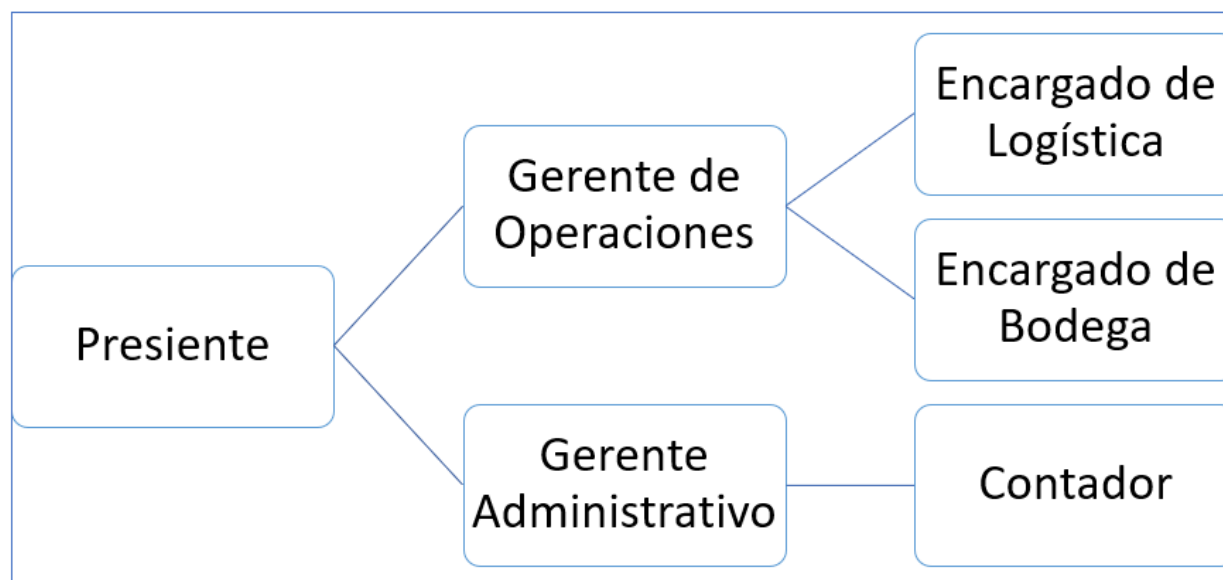 Presiente
Gerente de
Operaciones
Encargado de
Logística
Encargado de
Bodega
Gerente
Administrativo
Contador